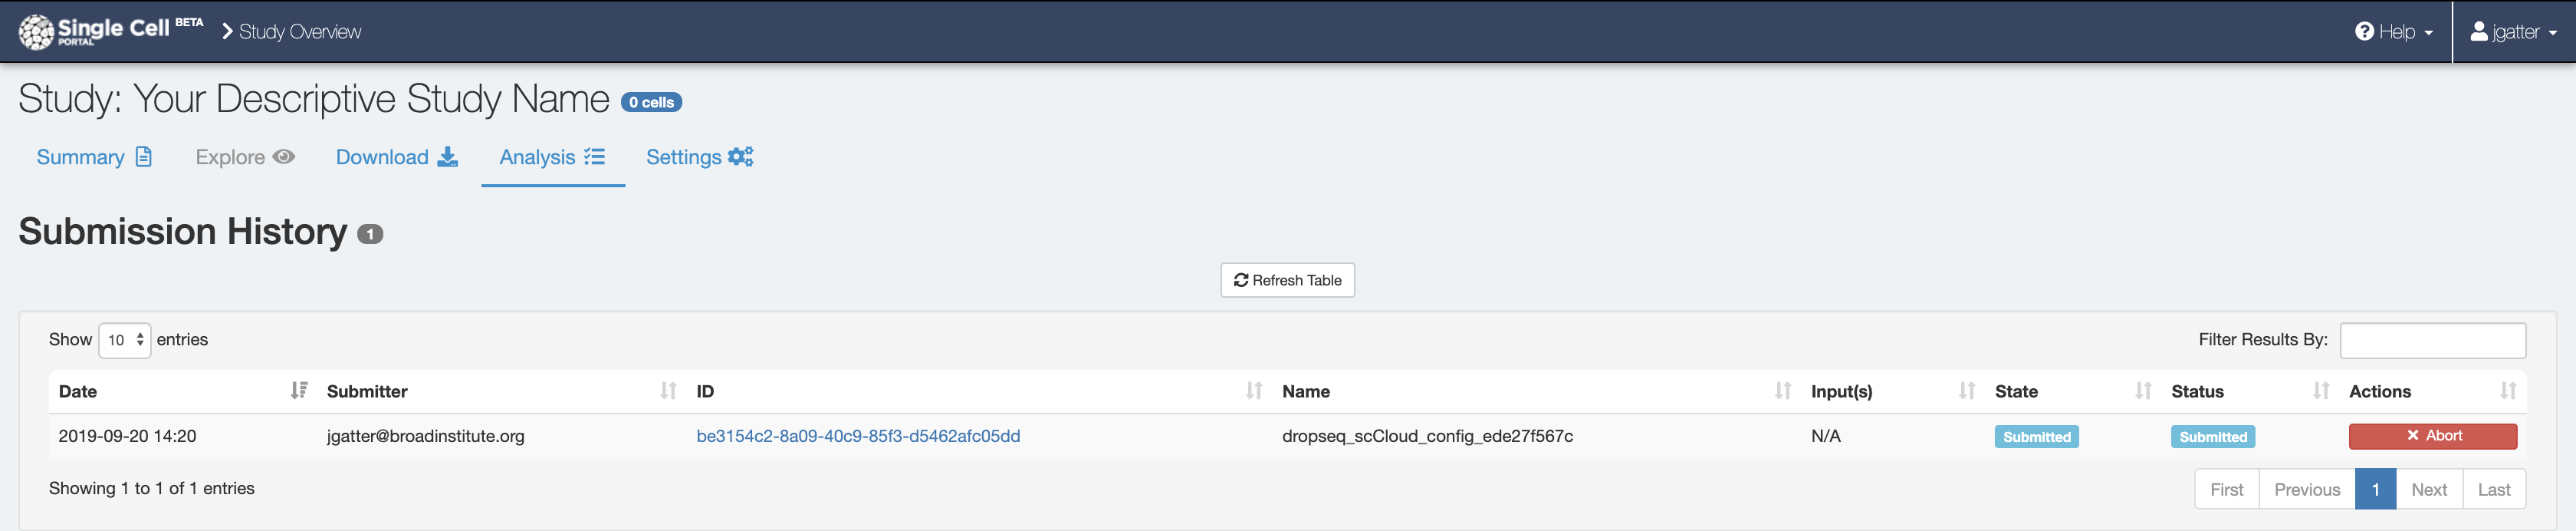 Single Cell BETA
PORTAL
Study Overview
Help
jgatter
Study: Your Descriptive Study Name 0 cells
Summary Explore Download Analysis Settings
Submission History 1
Refresh Table
Show 10 entries Filter Results By:
Date Submitter ID Name Input(s) State Status Actions
2019-09-20 14:20 jgatter@broadinstitute.org be3154c2-8a09-40c9-85f3-d5462afc05dd dropseq_scCloud_config_ede27f567c N/A Submitted Submitted Abort
Showing 1 to 1 of 1 entries First Previous 1 Next Last